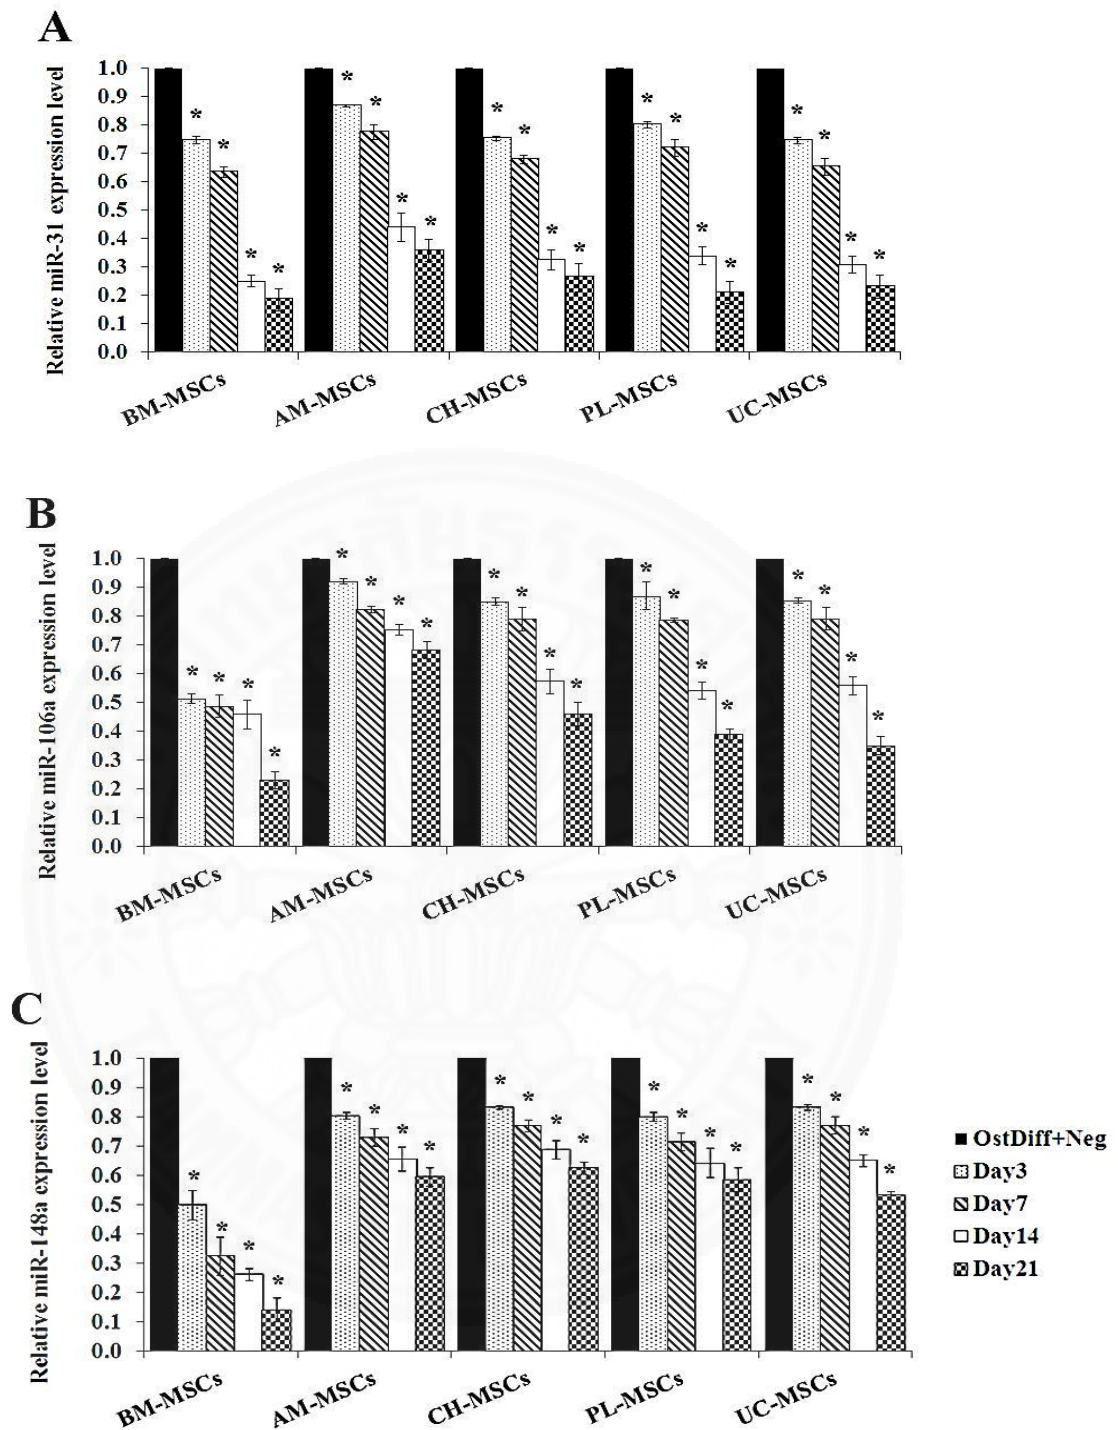 A
Relative miR-31 expression level
1.0
0.9
0.8
0.7
0.6
0.5
0.4
0.3
0.2
0.1
0.0
* * * *
* * * *
* * * *
* * * *
* * * *
BM-MSCs
AM-MSCs
CH-MSCs
PL-MSCs
UC-MSCs
B
Relative miR-106a expression level
1.0
0.9
0.8
0.7
0.6
0.5
0.4
0.3
0.2
0.1
0.0
* * * *
* * * *
* * * *
* * * *
* * * *
BM-MSCs
AM-MSCs
CH-MSCs
PL-MSCs
UC-MSCs
C
Relative miR-148a expression level
1.0
0.9
0.8
0.7
0.6
0.5
0.4
0.3
0.2
0.1
0.0
* * * *
* * * *
* * * *
* * * *
* * * *
BM-MSCs
AM-MSCs
CH-MSCs
PL-MSCs
UC-MSCs
OstDiff+Neg
Day3
Day7
Day14
Day21